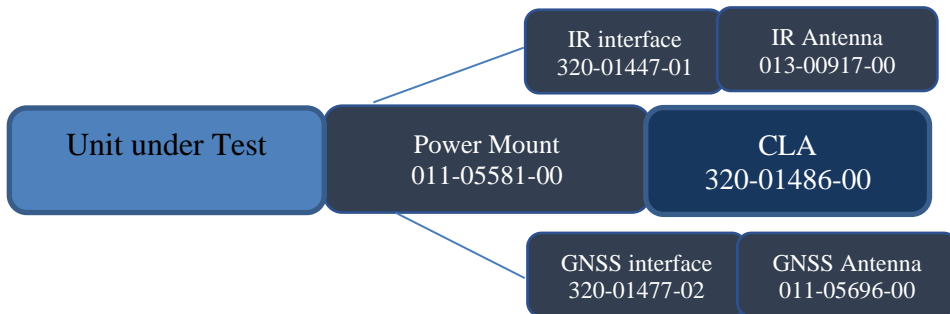 IR interface
320-01447-01
IR Antenna
013-00917-00
Unit under Test
Power Mount
011-05581-00
CLA
320-01486-00
GNSS interface
320-01477-02
GNSS Antenna
011-05696-00